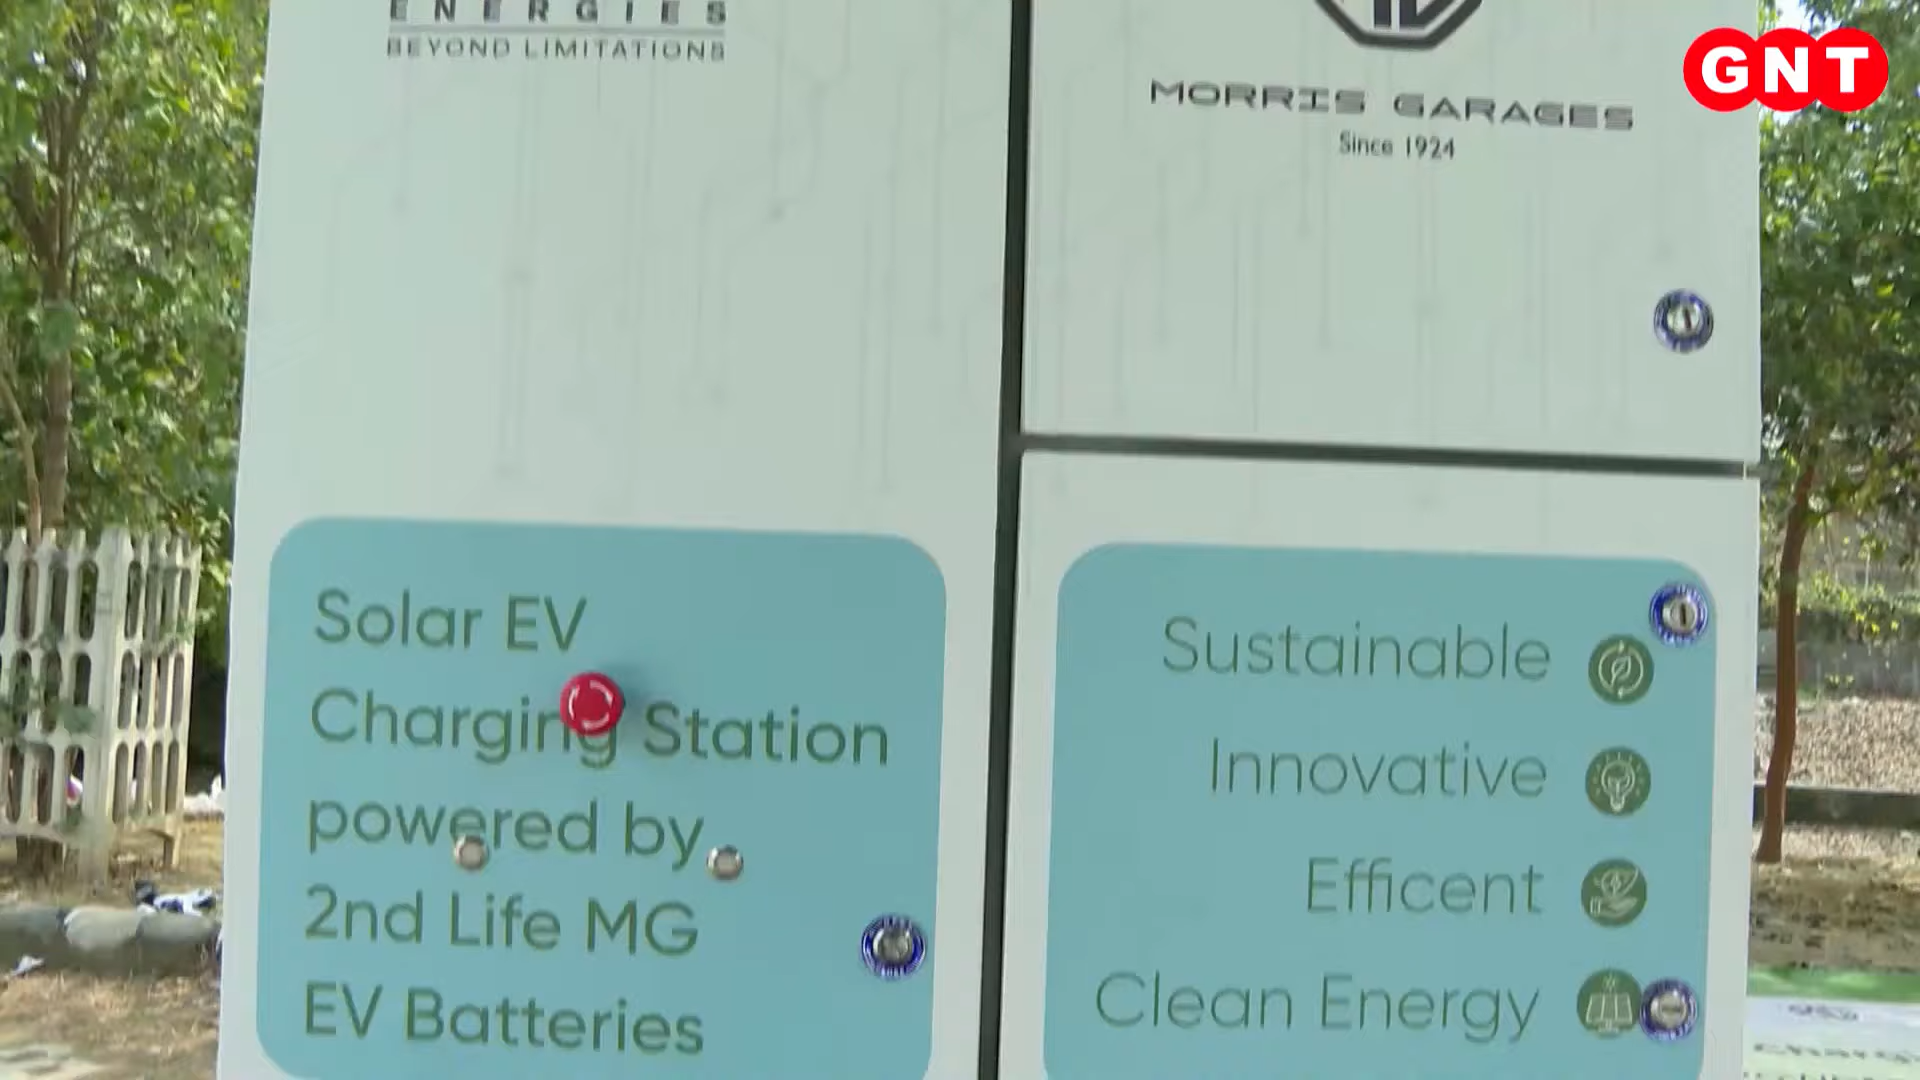 ENERGIES
BEYOND LIMITATIONS
MORRIS GARAGES
Since 1924
GNT
Solar EV
Charging Station
powered by
2nd Life MG
EV Batteries
Sustainable
Innovative
Efficent
Clean Energy